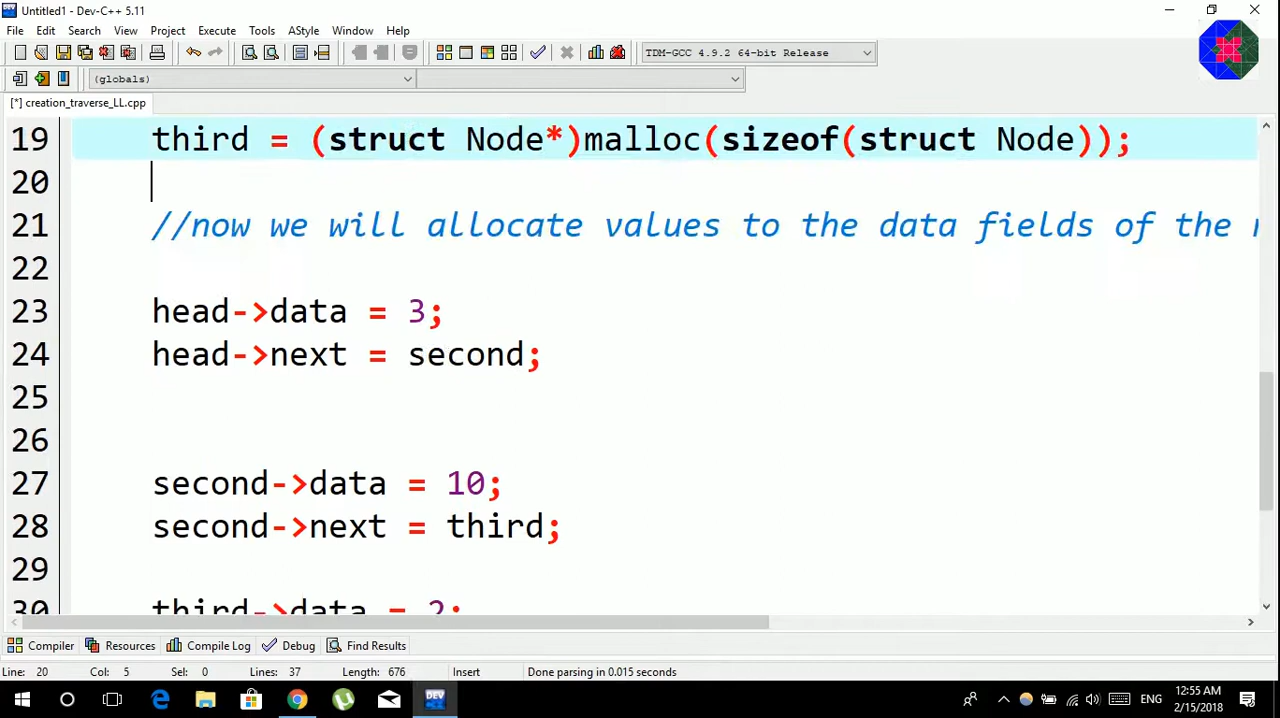 Untitled1 - Dev-C++ 5.11
File Edit Search View Project Execute Tools AStyle Window Help
TDM-GCC 4.9.2 64-bit Release
(globals)
[*] creation_traverse_LL.cpp
19 third = (struct Node*)malloc(sizeof(struct Node));
20
21 //now we will allocate values to the data fields of the
22
23 head->data = 3;
24 head->next = second;
25
26
27 second->data = 10;
28 second->next = third;
29
30 third->data = 2;
Compiler Resources Compile Log Debug Find Results
Line: 20 Col: 5 Sel: 0 Lines: 37 Length: 676 Insert Done parsing in 0.015 seconds
DEV ENG 12:55 AM
2/15/2018